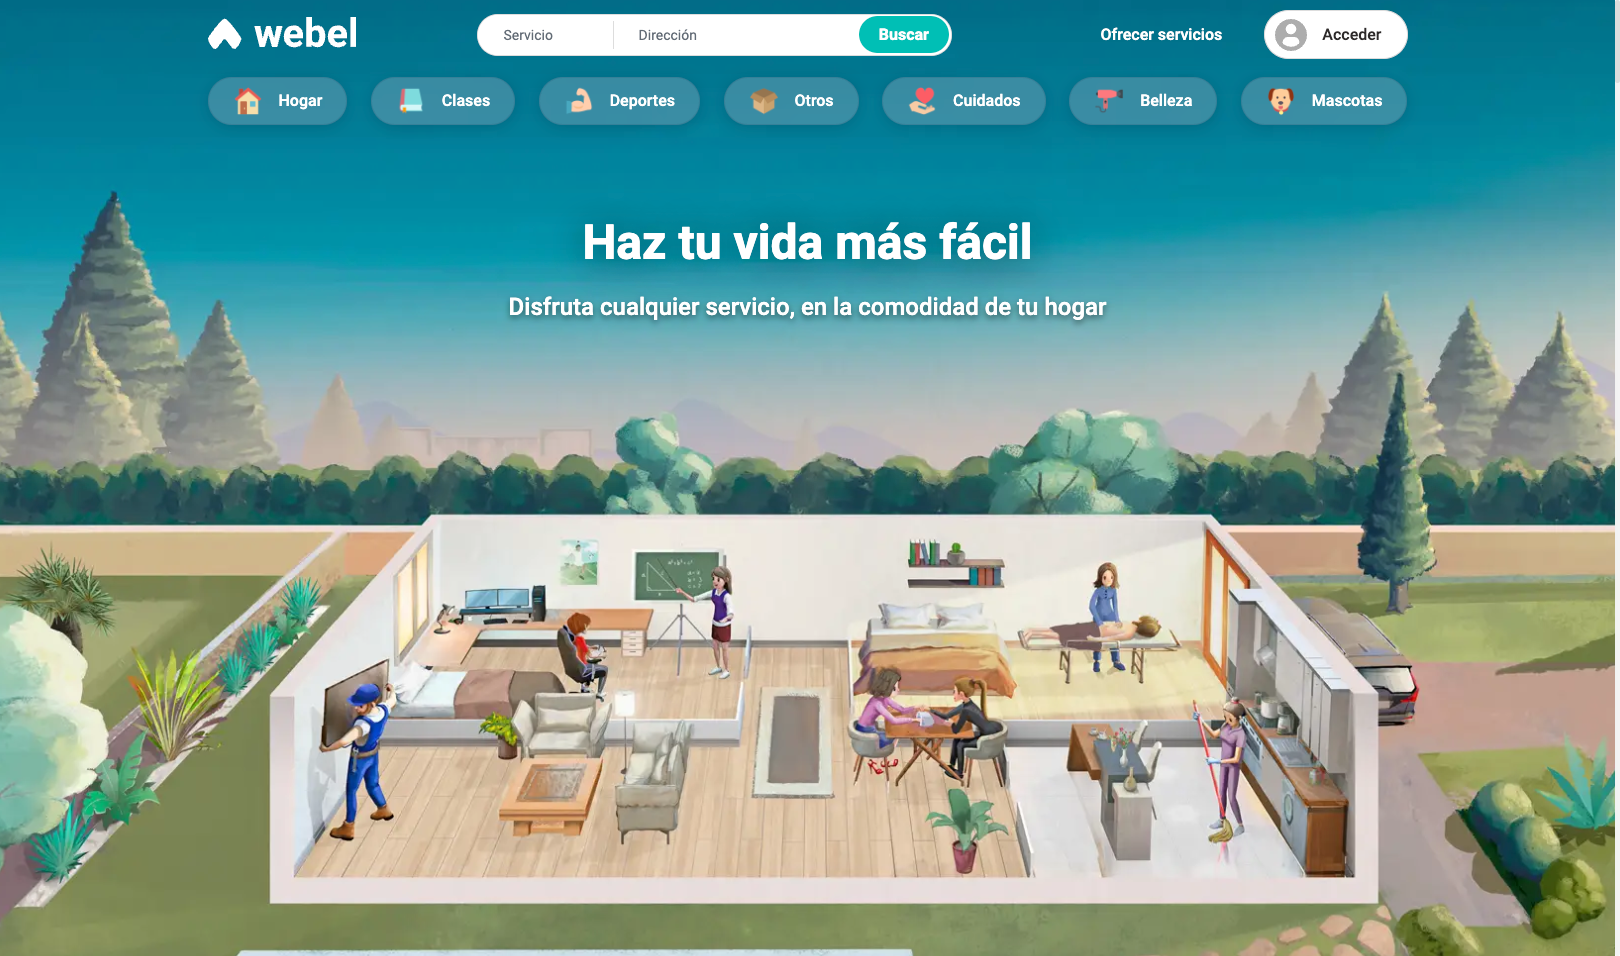 webel
Servicio
Dirección
Buscar
Ofrecer servicios
Acceder
Hogar
Clases
Deportes
Otros
Cuidados
Belleza
Mascotas
Haz tu vida más fácil
Disfruta cualquier servicio, en la comodidad de tu hogar